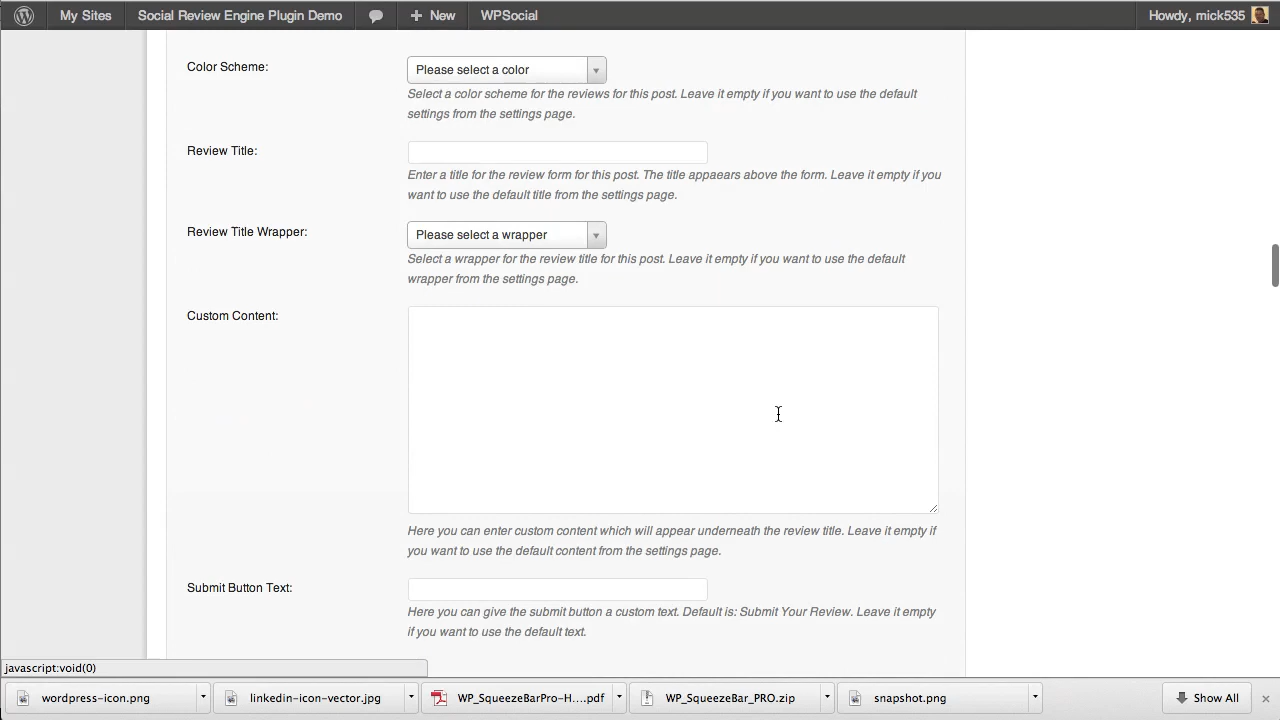 My Sites Social Review Engine Plugin Demo New WPSocial Howdy, mick535
Color Scheme: Please select a color
Select a color scheme for the reviews for this post. Leave it empty if you want to use the default
settings from the settings page.
Review Title:
Enter a title for the review form for this post. The title appaears above the form. Leave it empty if you
want to use the default title from the settings page.
Review Title Wrapper: Please select a wrapper
Select a wrapper for the review title for this post. Leave it empty if you want to use the default
wrapper from the settings page.
Custom Content:
Here you can enter custom content which will appear underneath the review title. Leave it empty if
you want to use the default content from the settings page.
Submit Button Text:
Here you can give the submit button a custom text. Default is: Submit Your Review. Leave it empty
if you want to use the default text.
javascript:void(0)
wordpress-icon.png linkedin-icon-vector.jpg WP_SqueezeBarPro-H....pdf WP_SqueezeBar_PRO.zip snapshot.png Show All